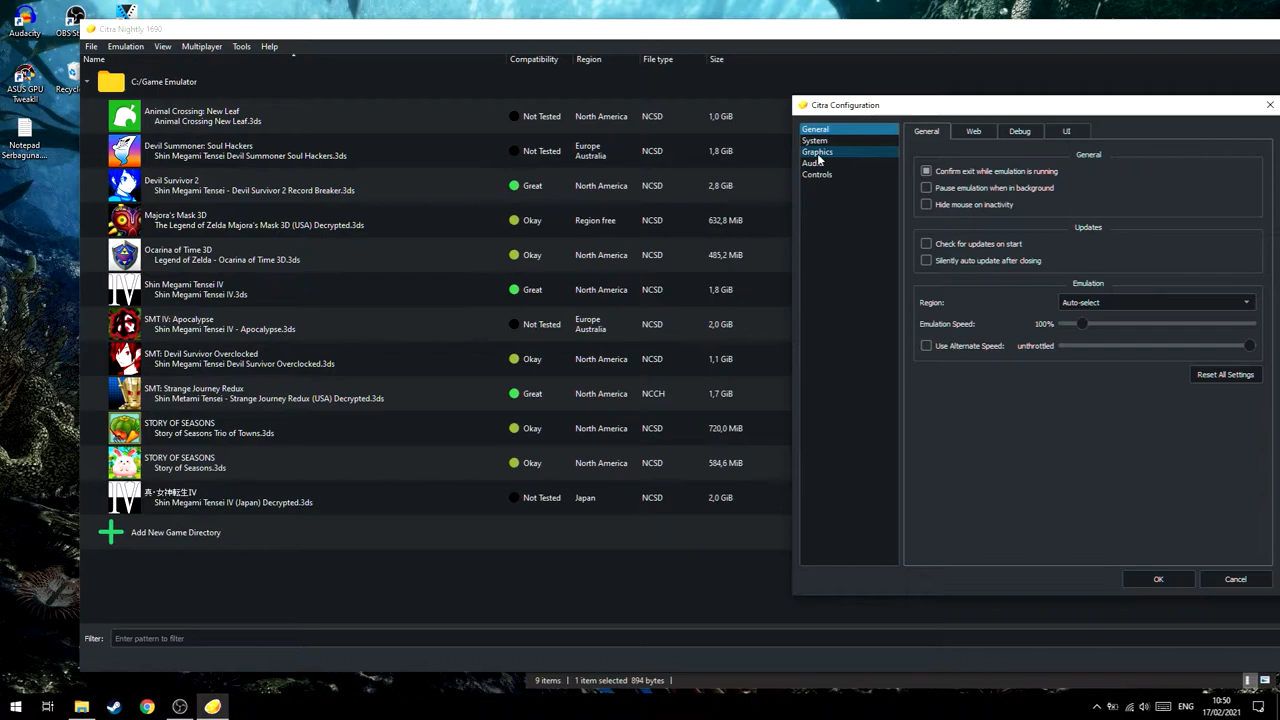 Audacity
OBS St
ASUS GPU
TweakII
Recycl
Notepad
Serbaguna...
Citra Nightly 1690
File Emulation View Multiplayer Tools Help
Name Compatibility Region File type Size
C:/Game Emulator
Animal Crossing: New Leaf
Animal Crossing New Leaf.3ds
Not Tested North America NCSD 1,0 GiB
Devil Summoner: Soul Hackers
Shin Megami Tensei Devil Summoner Soul Hackers.3ds
Not Tested Europe
Australia NCSD 1,8 GiB
Devil Survivor 2
Shin Megami Tensei - Devil Survivor 2 Record Breaker.3ds
Great North America NCSD 2,8 GiB
Majora's Mask 3D
The Legend of Zelda Majora's Mask 3D (USA) Decrypted.3ds
Okay Region free NCSD 632,8 MiB
Ocarina of Time 3D
Legend of Zelda - Ocarina of Time 3D.3ds
Okay North America NCSD 485,2 MiB
Shin Megami Tensei IV
Shin Megami Tensei IV.3ds
Great North America NCSD 1,8 GiB
SMT IV: Apocalypse
Shin Megami Tensei IV - Apocalypse.3ds
Not Tested Europe
Australia NCSD 2,0 GiB
SMT: Devil Survivor Overclocked
Shin Megami Tensei Devil Survivor Overclocked.3ds
Okay North America NCSD 1,1 GiB
SMT: Strange Journey Redux
Shin Metami Tensei - Strange Journey Redux (USA) Decrypted.3ds
Great North America NCCH 1,7 GiB
STORY OF SEASONS
Story of Seasons Trio of Towns.3ds
Okay North America NCSD 720,0 MiB
STORY OF SEASONS
Story of Seasons.3ds
Okay North America NCSD 584,6 MiB
真・女神転生IV
Shin Megami Tensei IV (Japan) Decrypted.3ds
Not Tested Japan NCSD 2,0 GiB
Add New Game Directory
Filter: Enter pattern to filter
9 items 1 item selected 894 bytes
Citra Configuration
General
System
Graphics
Aud
Controls
General Web Debug UI
General
Confirm exit while emulation is running
Pause emulation when in background
Hide mouse on inactivity
Updates
Check for updates on start
Silently auto update after closing
Emulation
Region: Auto-select
Emulation Speed: 100%
Use Alternate Speed: unthrottled
Reset All Settings
OK Cancel
ENG
10:50
17/02/2021